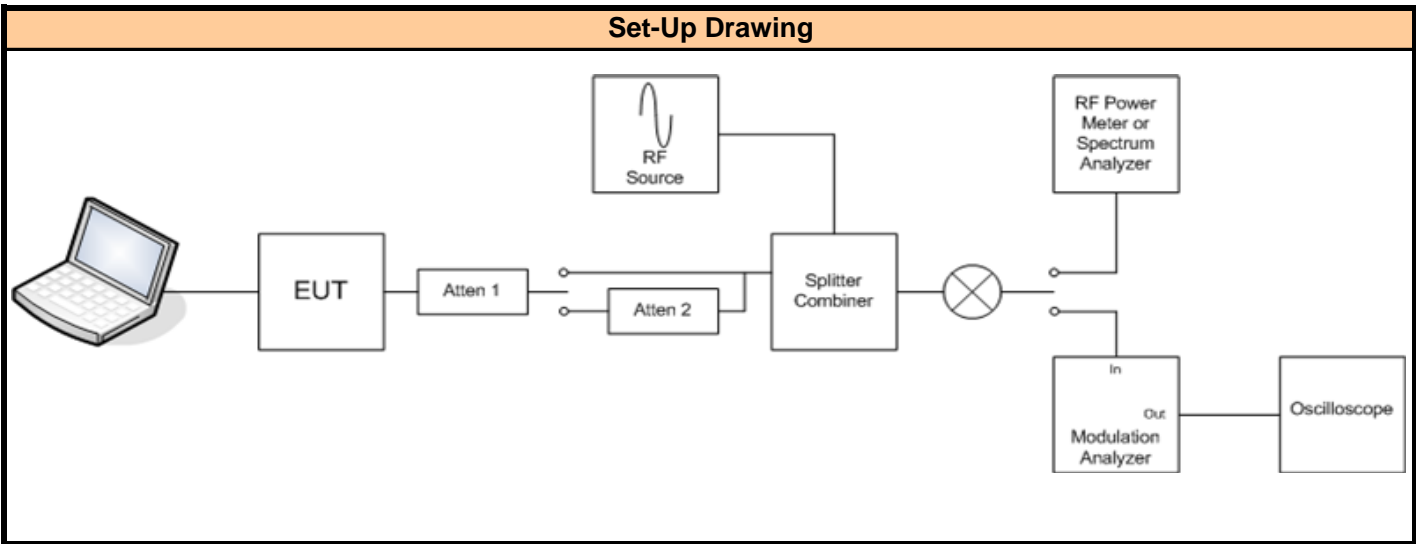 Set-Up Drawing
RF
Source
RF Power
Meter or
Spectrum
Analyzer
EUT
Atten 1
Atten 2
Splitter
Combiner
In
Out
Modulation
Analyzer
Oscilloscope